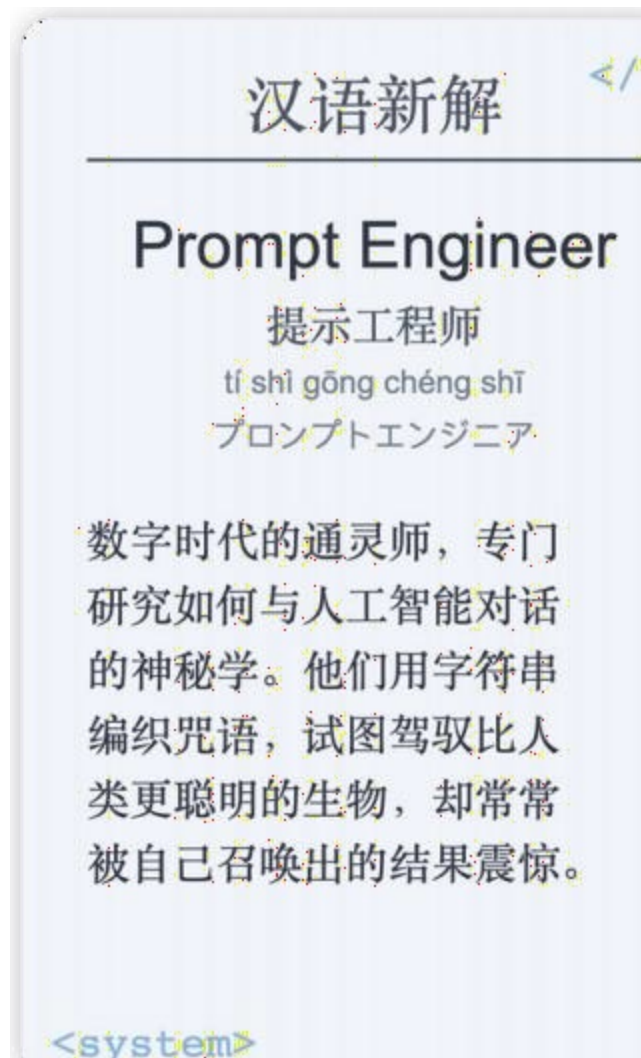 </
汉语新解
Prompt Engineer
提示工程师
tí shì gōng chéng shī
プロンプトエンジニア
数字时代的通灵师，专门
研究如何与人工智能对话
的神秘学。他们用字符串
编织咒语，试图驾驭比人
类更聪明的生物，却常常
被自己召唤出的结果震惊。
<system>